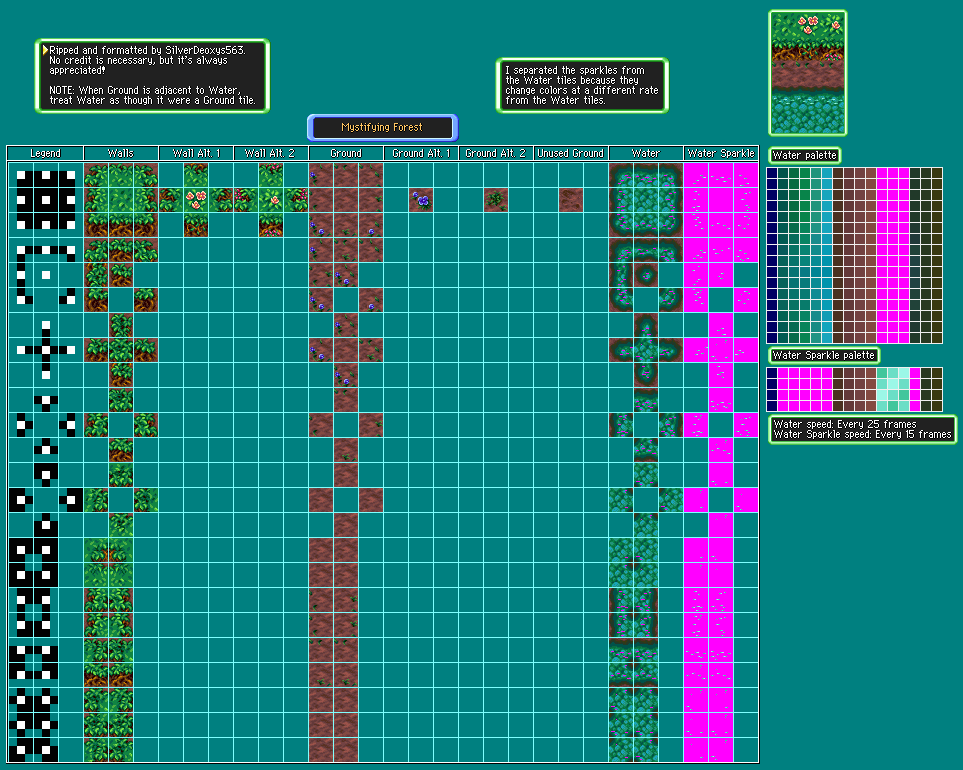 Ripped and formatted by SilverDeoxys563.
No credit is necessary, but it's always
appreciated!
NOTE: When Ground is adjacent to Water,
treat Water as though it were a Ground tile.
I separated the sparkles from
the Water tiles because they
change colors at a different rate
from the Water tiles.
Mystifying Forest
Legend Walls Wall Alt. 1 Wall Alt. 2 Ground Ground Alt. 1 Ground Alt. 2 Unused Ground Water Water Sparkle
Water palette
Water Sparkle palette
Water speed: Every 25 frames
Water Sparkle speed: Every 15 frames